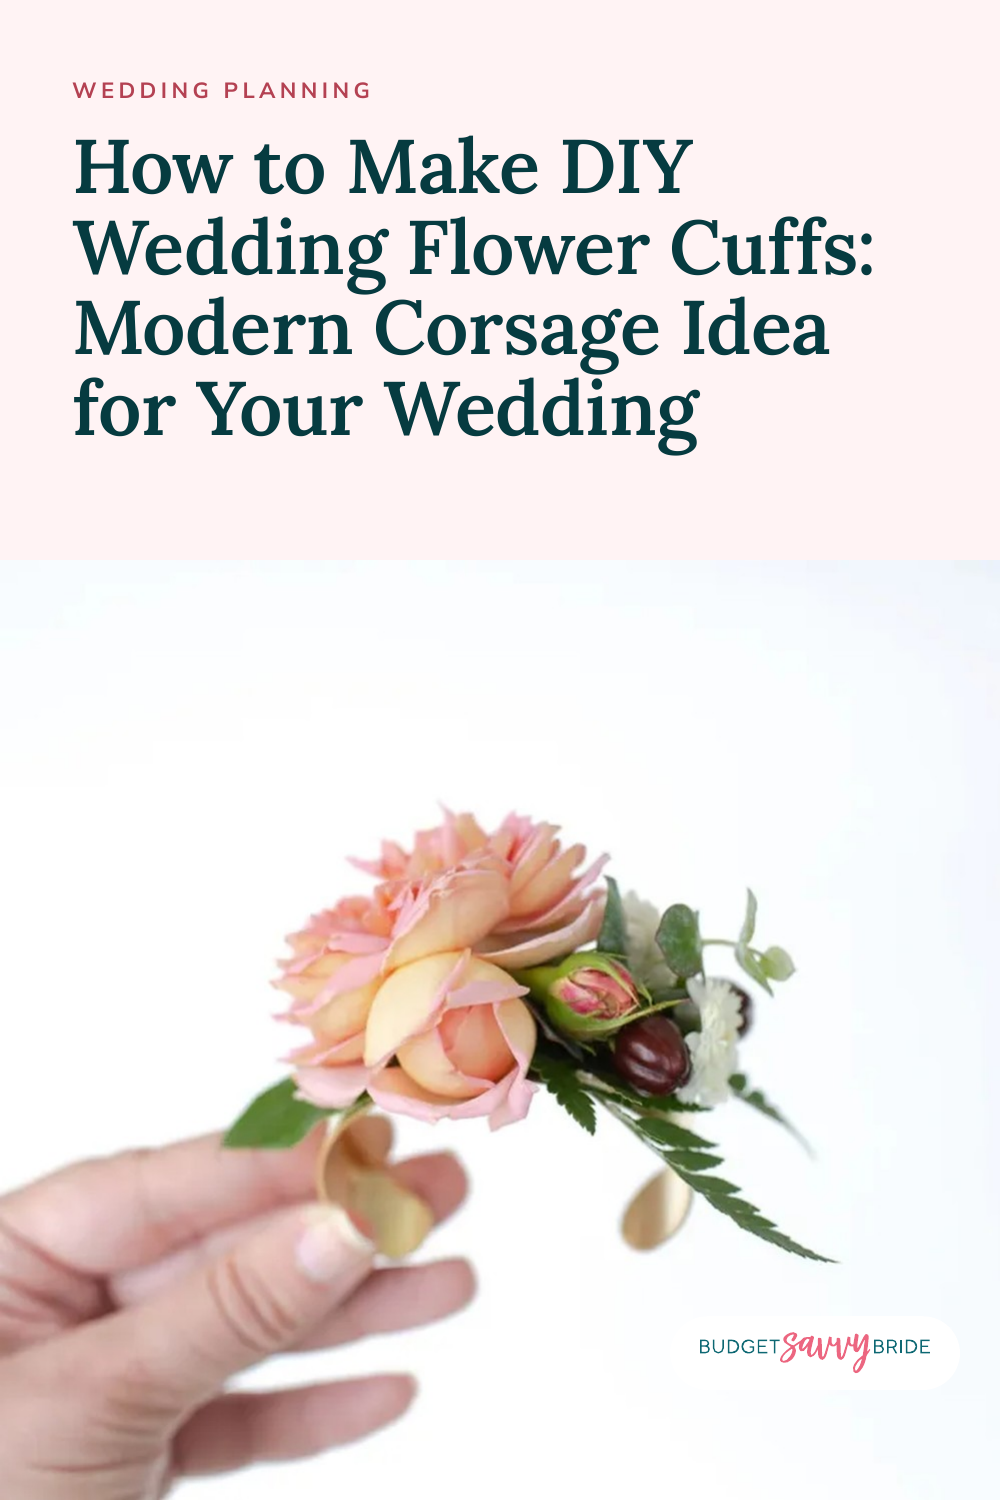 WEDDING PLANNING
How to Make DIY
Wedding Flower Cuffs:
Modern Corsage Idea
for Your Wedding
BUDGET savvy BRIDE